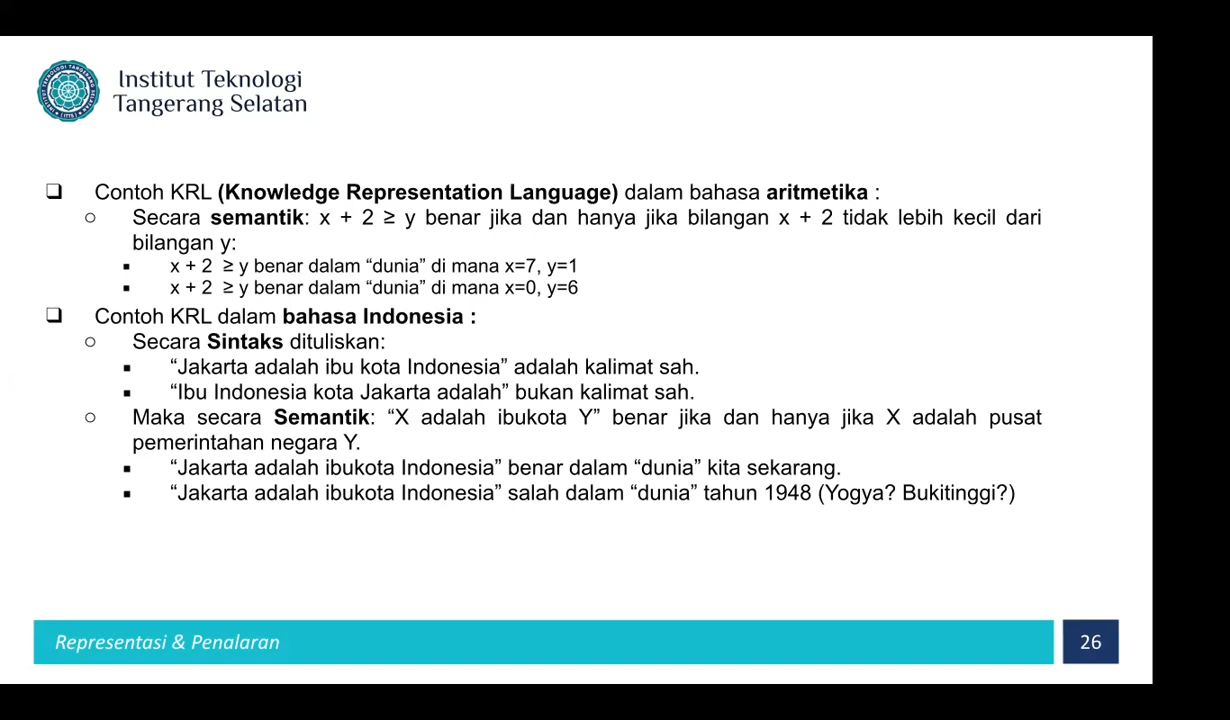 Institut Teknologi
Tangerang Selatan
❑ Contoh KRL (Knowledge Representation Language) dalam bahasa aritmetika :
○ Secara semantik: x + 2 ≥ y benar jika dan hanya jika bilangan x + 2 tidak lebih kecil dari
bilangan y:
▪ x + 2 ≥ y benar dalam “dunia” di mana x=7, y=1
▪ x + 2 ≥ y benar dalam “dunia” di mana x=0, y=6
❑ Contoh KRL dalam bahasa Indonesia :
○ Secara Sintaks dituliskan:
▪ “Jakarta adalah ibu kota Indonesia” adalah kalimat sah.
▪ “Ibu Indonesia kota Jakarta adalah” bukan kalimat sah.
○ Maka secara Semantik: “X adalah ibukota Y” benar jika dan hanya jika X adalah pusat
pemerintahan negara Y.
▪ “Jakarta adalah ibukota Indonesia” benar dalam “dunia” kita sekarang.
▪ “Jakarta adalah ibukota Indonesia” salah dalam “dunia” tahun 1948 (Yogya? Bukitinggi?)
Representasi & Penalaran
26